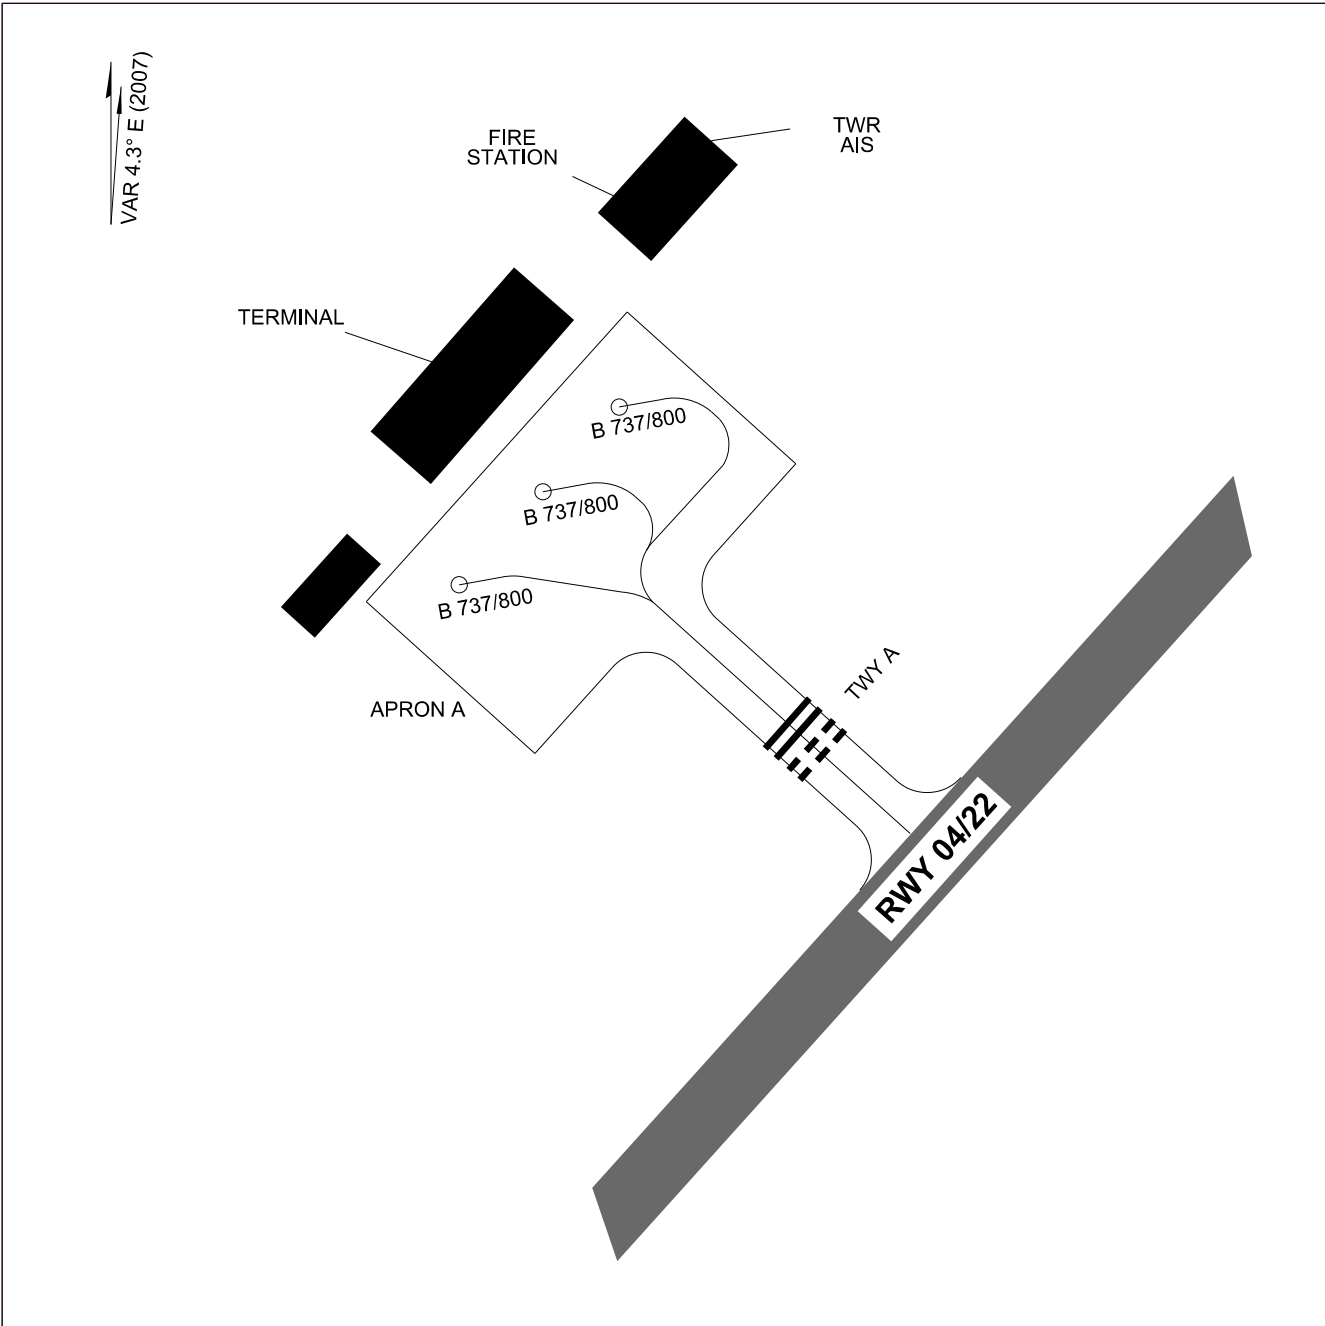 VAR 4.3° E (2007)
FIRE
STATION
TWR
AIS
TERMINAL
B 737/800
B 737/800
B 737/800
APRON A
TWY A
RWY 04/22